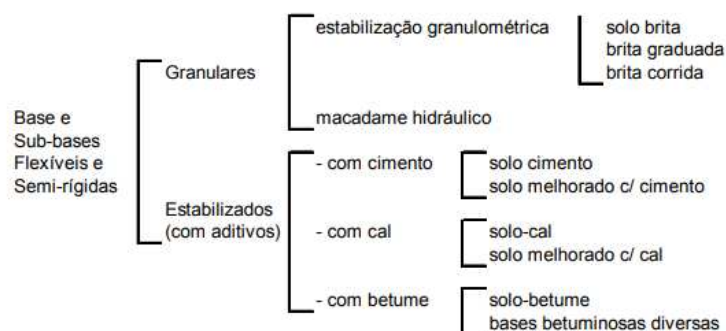 Base e
Sub-bases
Flexíveis e
Semi-rígidas
Granulares
estabilização granulométrica
solo brita
brita graduada
brita corrida
macadame hidráulico
Estabilizados
(com aditivos)
- com cimento
solo cimento
solo melhorado c/ cimento
- com cal
solo-cal
solo melhorado c/ cal
- com betume
solo-betume
bases betuminosas diversas